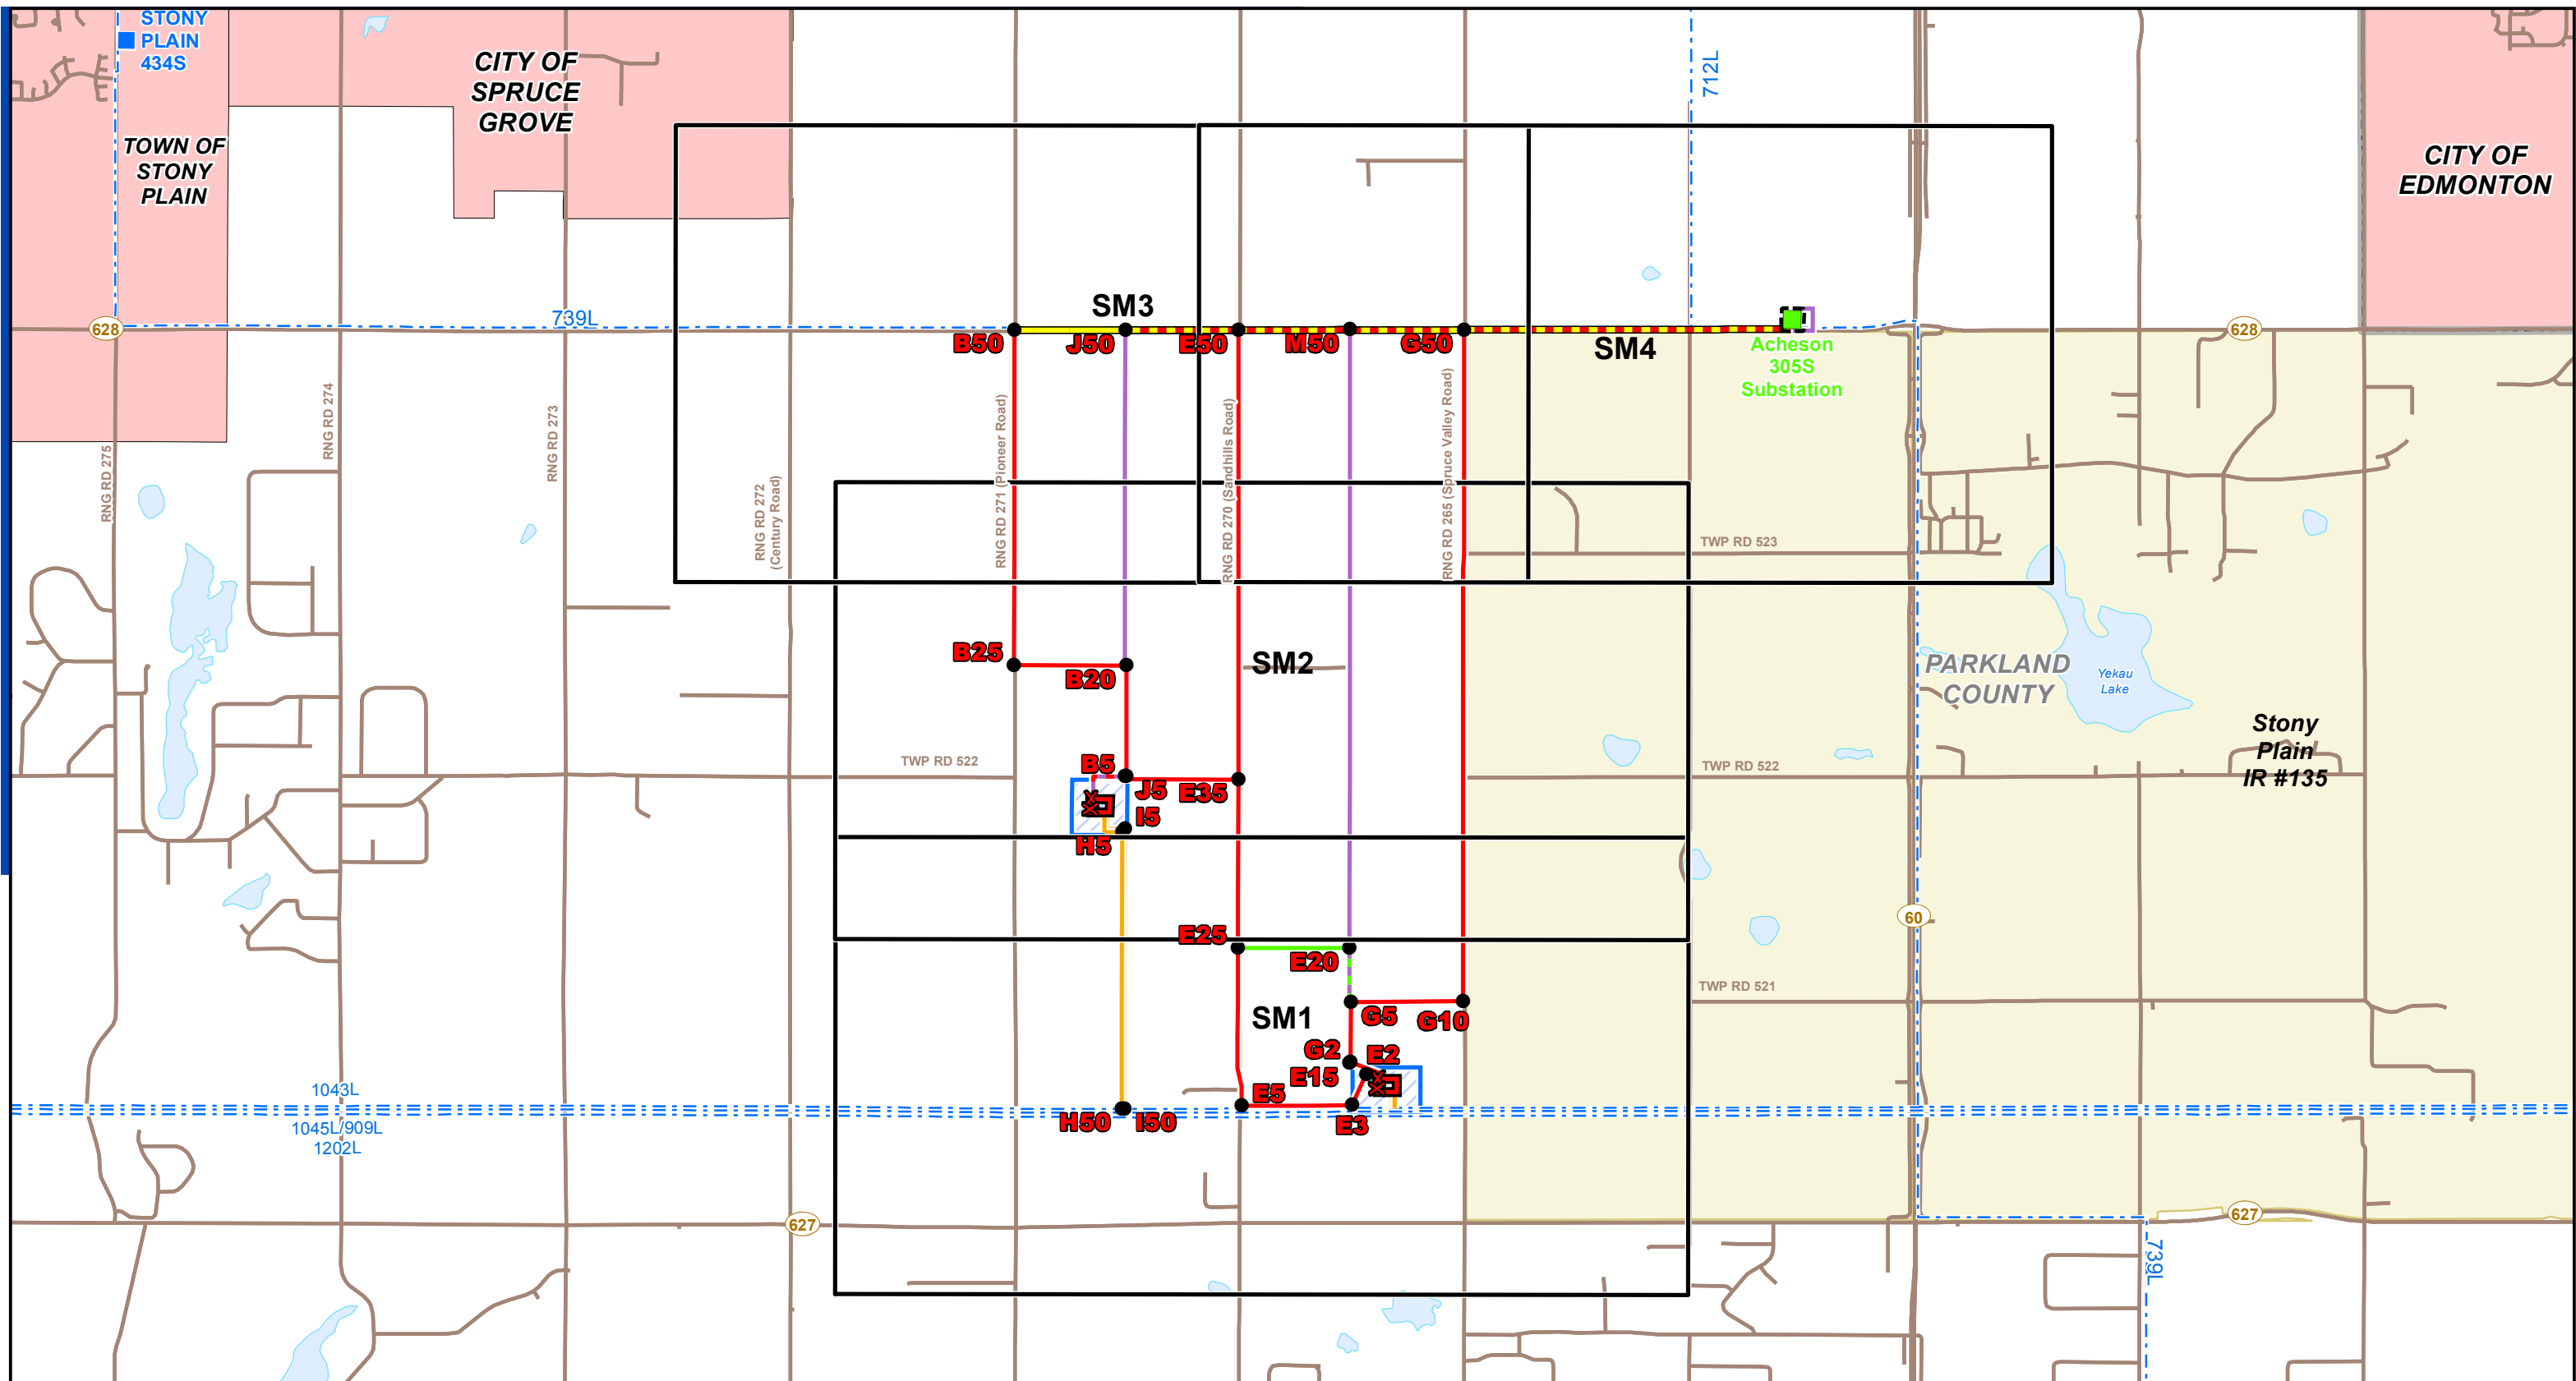 STONY
PLAIN
434S
CITY OF
SPRUCE
GROVE
TOWN OF
STONY
PLAIN
712L
CITY OF
EDMONTON
628
739L
SM3
B50
J50
E50
M50
G50
SM4
Acheson
305S
Substation
628
RNG RD 275
RNG RD 274
RNG RD 273
RNG RD 272
(Century Road)
RNG RD 271 (Pioneer Road)
RNG RD 270 (Sandhills Road)
RNG RD 265 (Spruce Valley Road)
TWP RD 523
B25
B20
SM2
PARKLAND
COUNTY
Yekau
Lake
Stony
Plain
IR #135
TWP RD 522
B5
J5
E35
I5
H5
TWP RD 522
60
E25
E20
TWP RD 521
SM1
G5
G10
G2
E2
E15
E5
E3
H50
I50
1043L
1045L/909L
1202L
627
627
739L